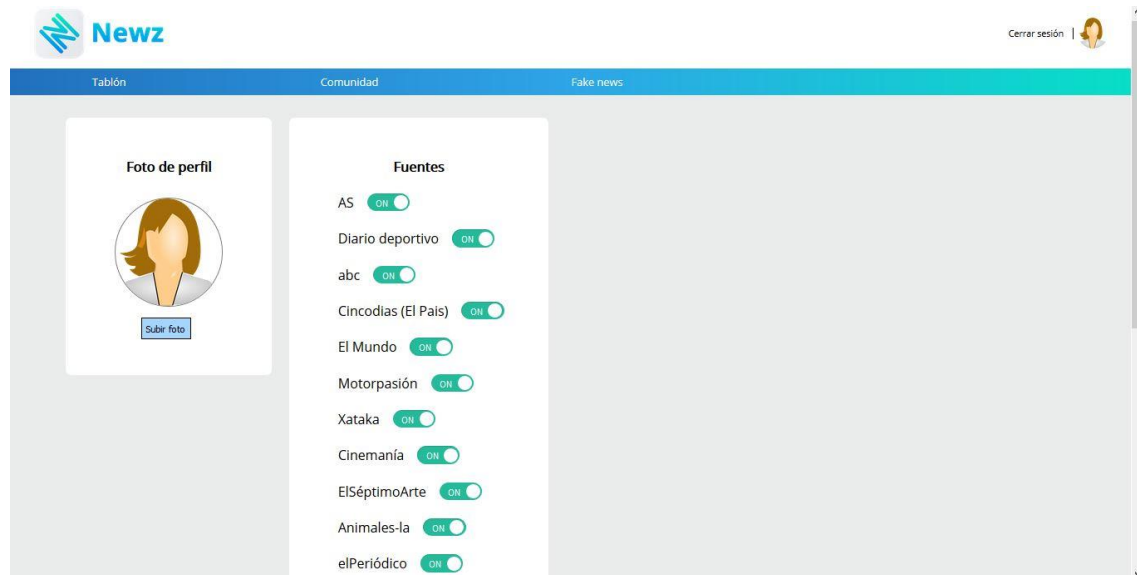 Newz
Cerrar sesión |
Tablón Comunidad Fake news
Foto de perfil
Subir foto
Fuentes
AS ON
Diario deportivo ON
abc ON
Cincodias (El Pais) ON
El Mundo ON
Motorpasión ON
Xataka ON
Cinemanía ON
ElSéptimoArte ON
Animales-la ON
elPeriódico ON